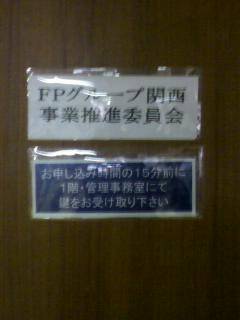 FPグループ関西
事業推進委員会
お申し込み時間の15分前に
1階・管理事務室にて
鍵をお受け取り下さい